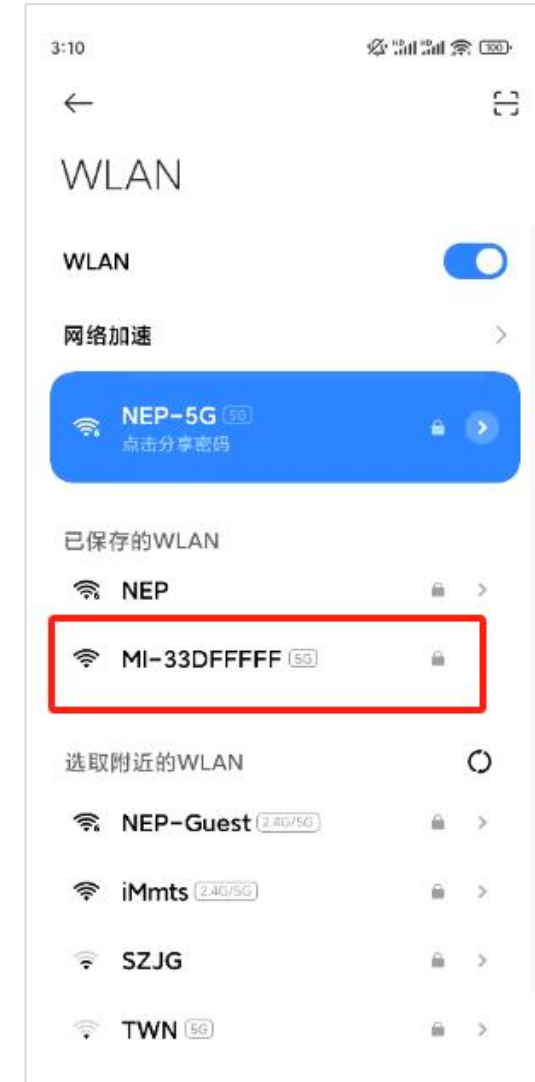 3:10
100
WLAN
WLAN
网络加速
NEP-5G 5G
点击分享密码
已保存的WLAN
NEP
MI-33DFFFFF 5G
选取附近的WLAN
NEP-Guest 2.4G/5G
iMmts 2.4G/5G
SZJG
TWN 5G